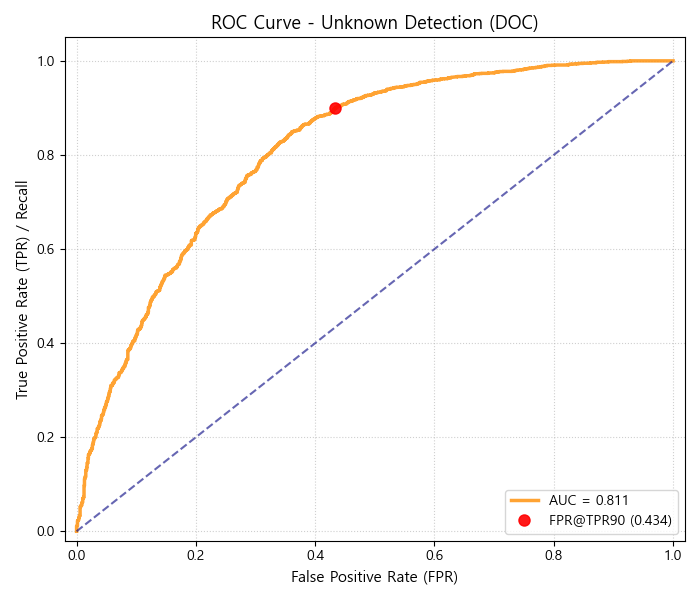 ROC Curve - Unknown Detection (DOC)
True Positive Rate (TPR) / Recall
1.0
0.8
0.6
0.4
0.2
0.0
0.0 0.2 0.4 0.6 0.8 1.0
False Positive Rate (FPR)
AUC = 0.811
FPR@TPR90 (0.434)